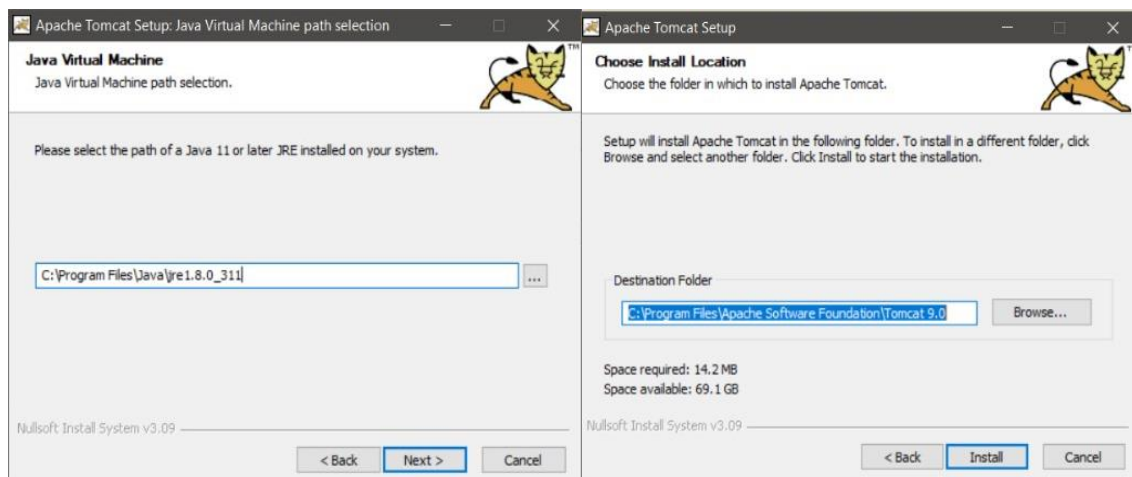 Apache Tomcat Setup: Java Virtual Machine path selection
Java Virtual Machine
Java Virtual Machine path selection.
TM
Please select the path of a Java 11 or later JRE installed on your system.
C:\Program Files\Java\jre1.8.0_311
...
Nullsoft Install System v3.09
< Back
Next >
Cancel
Apache Tomcat Setup
Choose Install Location
Choose the folder in which to install Apache Tomcat.
Setup will install Apache Tomcat in the following folder. To install in a different folder, click
Browse and select another folder. Click Install to start the installation.
Destination Folder
C:\Program Files\Apache Software Foundation\Tomcat 9.0
Browse...
Space required: 14.2 MB
Space available: 69.1 GB
Nullsoft Install System v3.09
< Back
Install
Cancel